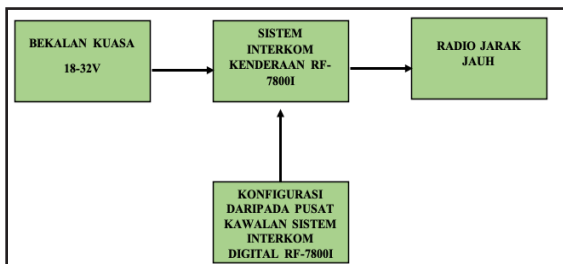 BEKALAN KUASA
18-32V
SISTEM
INTERKOM
KENDERAAN RF-
7800I
RADIO JARAK
JAUH
KONFIGURASI
DARIPADA PUSAT
KAWALAN SISTEM
INTERKOM
DIGITAL RF-7800I